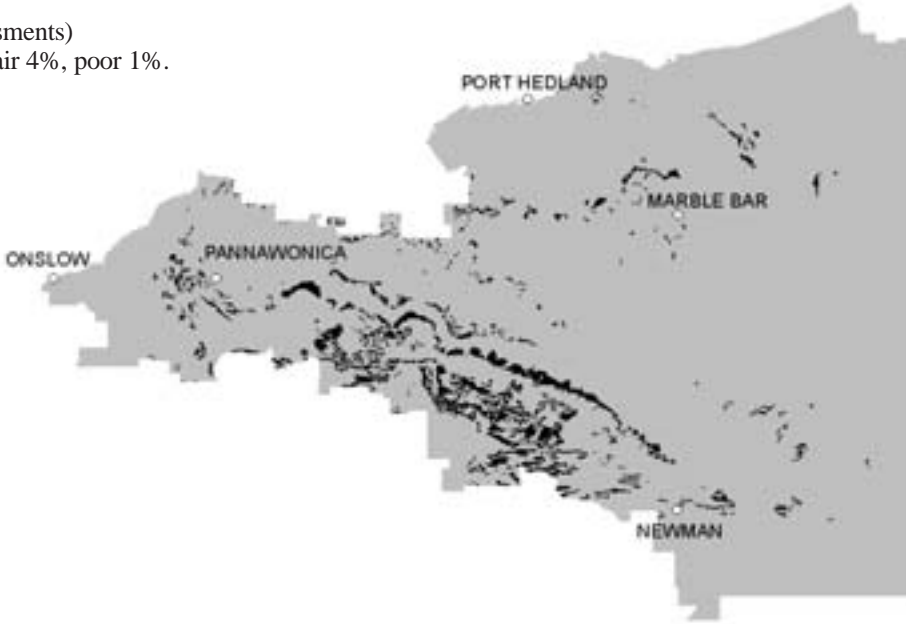 sments)
air 4%, poor 1%.
PORT HEDLAND
MARBLE BAR
ONSLOW
PANNAWONICA
NEWMAN